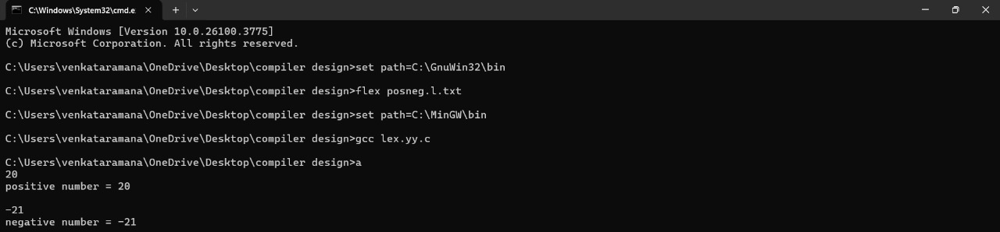 C:\Windows\System32\cmd.e
Microsoft Windows [Version 10.0.26100.3775]
(c) Microsoft Corporation. All rights reserved.
C:\Users\venkataramana\OneDrive\Desktop\compiler design>set path=C:\GnuWin32\bin
C:\Users\venkataramana\OneDrive\Desktop\compiler design>flex posneg.l.txt
C:\Users\venkataramana\OneDrive\Desktop\compiler design>set path=C:\MinGW\bin
C:\Users\venkataramana\OneDrive\Desktop\compiler design>gcc lex.yy.c
C:\Users\venkataramana\OneDrive\Desktop\compiler design>a
20
positive number = 20
-21
negative number = -21